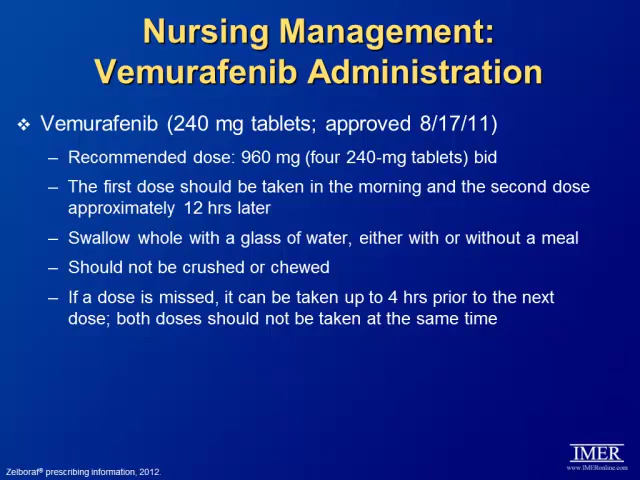 Nursing Management:
Vemurafenib Administration
❖ Vemurafenib (240 mg tablets; approved 8/17/11)
– Recommended dose: 960 mg (four 240-mg tablets) bid
– The first dose should be taken in the morning and the second dose
approximately 12 hrs later
– Swallow whole with a glass of water, either with or without a meal
– Should not be crushed or chewed
– If a dose is missed, it can be taken up to 4 hrs prior to the next
dose; both doses should not be taken at the same time
Zelboraf® prescribing information, 2012.
IMER
www.IMERonline.com